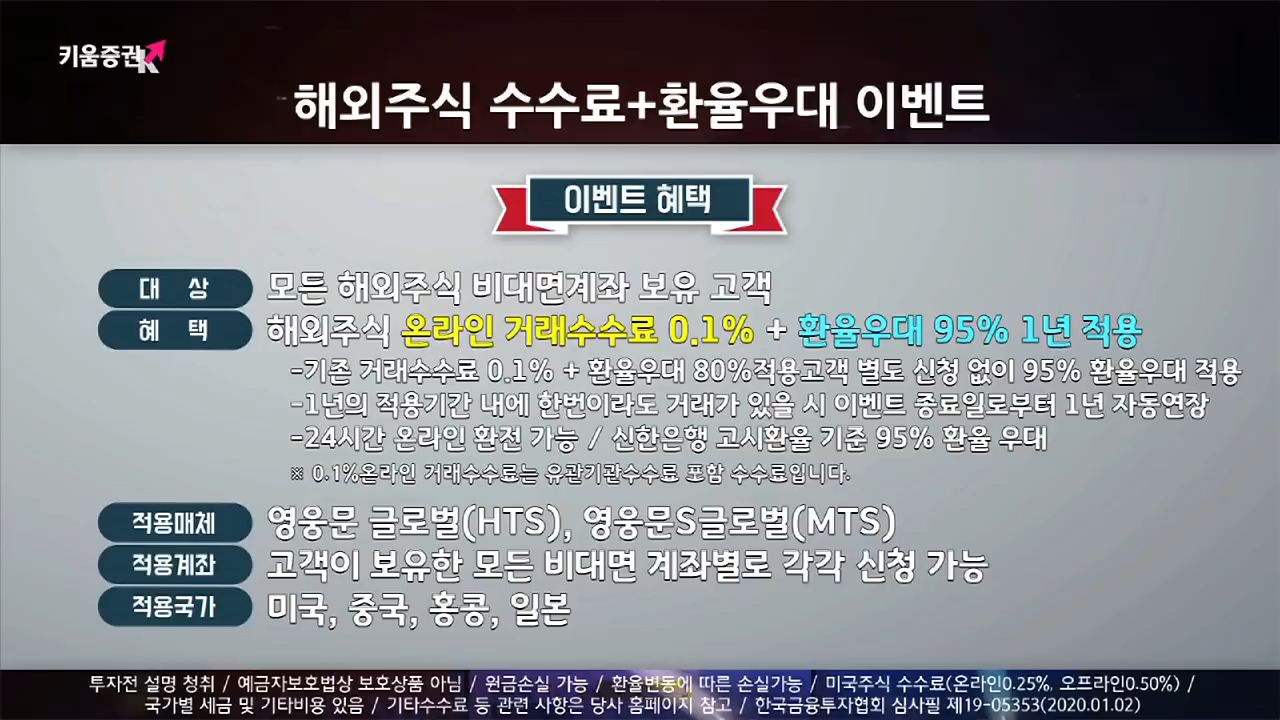 키움증권
해외주식 수수료+환율우대 이벤트
이벤트 혜택
대 상 모든 해외주식 비대면계좌 보유 고객
혜 택 해외주식 온라인 거래수수료 0.1% + 환율우대 95% 1년 적용
-기존 거래수수료 0.1% + 환율우대 80%적용고객 별도 신청 없이 95% 환율우대 적용
-1년의 적용기간 내에 한번이라도 거래가 있을 시 이벤트 종료일로부터 1년 자동연장
-24시간 온라인 환전 가능 / 신한은행 고시환율 기준 95% 환율 우대
※ 0.1%온라인 거래수수료는 유관기관수수료 포함 수수료입니다.
적용매체 영웅문 글로벌(HTS), 영웅문S글로벌(MTS)
적용계좌 고객이 보유한 모든 비대면 계좌별로 각각 신청 가능
적용국가 미국, 중국, 홍콩, 일본
투자전 설명 청취 / 예금자보호법상 보호상품 아님 / 원금손실 가능 / 환율변동에 따른 손실가능 / 미국주식 수수료(온라인0.25%, 오프라인0.50%) /
국가별 세금 및 기타비용 있음 / 기타수수료 등 관련 사항은 당사 홈페이지 참고 / 한국금융투자협회 심사필 제19-05353(2020.01.02)